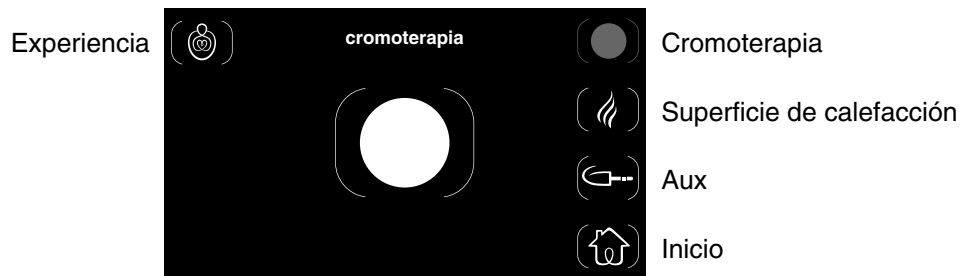 Experiencia
cromoterapia
Cromoterapia
Superficie de calefacción
Aux
Inicio